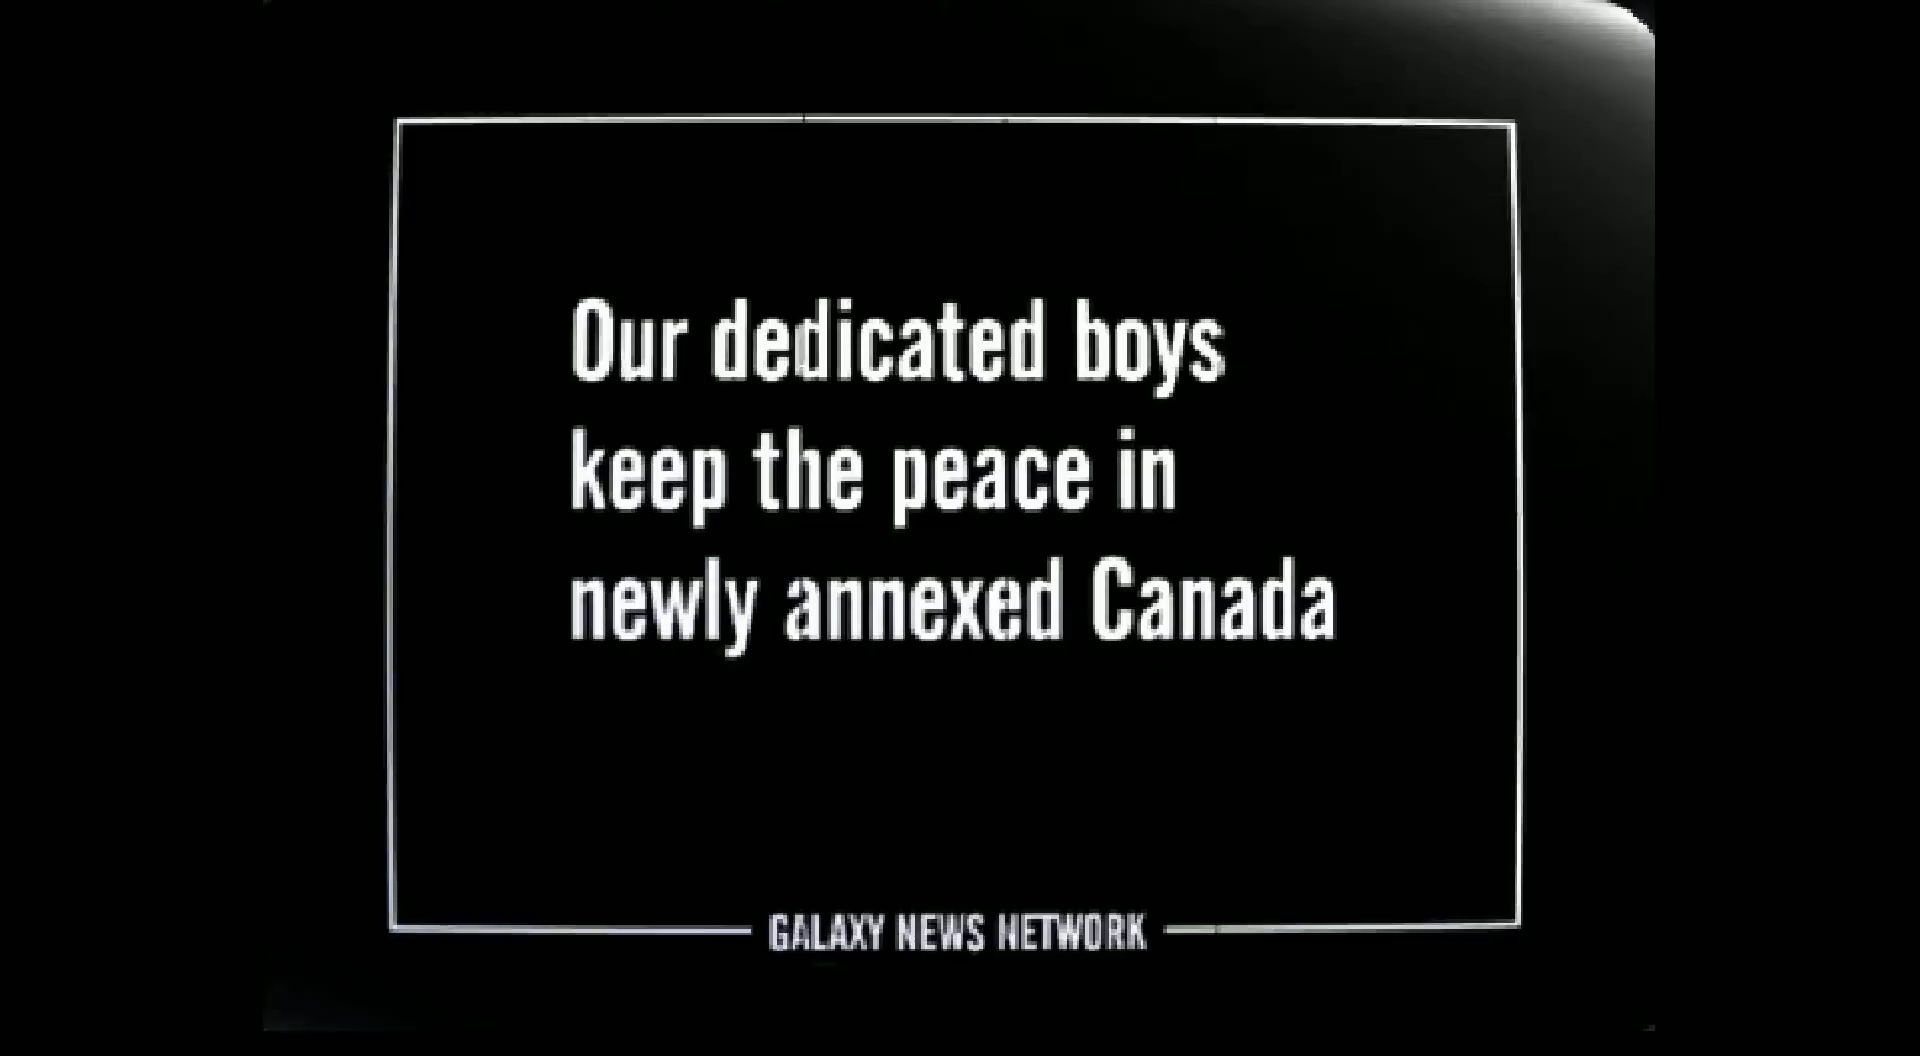 Our dedicated boys
keep the peace in
newly annexed Canada
GALAXY NEWS NETWORK